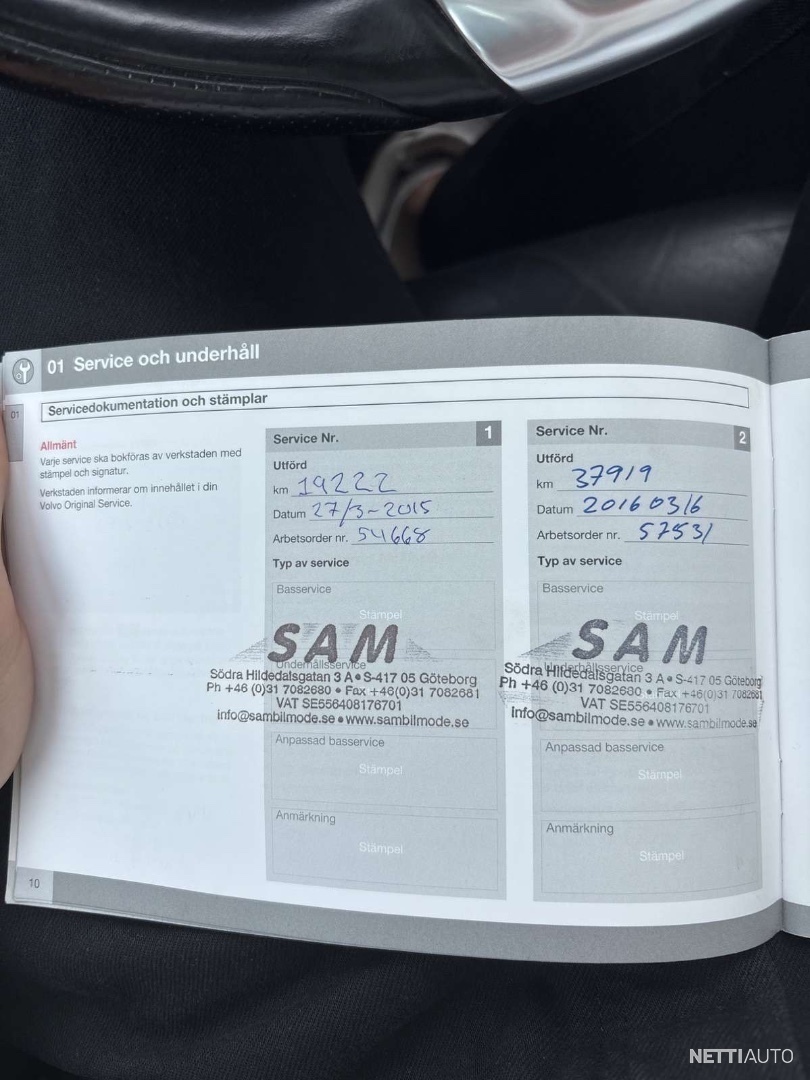 01 Service och underhåll
01
Servicedokumentation och stämplar
Allmänt
Varje service ska bokföras av verkstaden med
stämpel och signatur.
Verkstaden informerar om innehållet i din
Volvo Original Service.
Service Nr. 1
Utförd
km 19222
Datum 27/3-2015
Arbetsorder nr. 54668
Typ av service
Basservice
Stämpel
SAM
Underhållsservice
Södra Hildedalsgatan 3 A • S-417 05 Göteborg
Ph +46 (0)31 7082680 • Fax +46(0)31 7082681
VAT SE556408176701
info@sambilmode.se • www.sambilmode.se
Anpassad basservice
Stämpel
Anmärkning
Stämpel
Service Nr. 2
Utförd
km 37919
Datum 20160316
Arbetsorder nr. 57531
Typ av service
Basservice
Stämpel
SAM
Underhållsservice
Södra Hildedalsgatan 3 A • S-417 05 Göteborg
Ph +46 (0)31 7082680 • Fax +46(0)31 7082681
VAT SE556408176701
info@sambilmode.se • www.sambilmode.se
Anpassad basservice
Stämpel
Anmärkning
Stämpel
10
NETTIAUTO